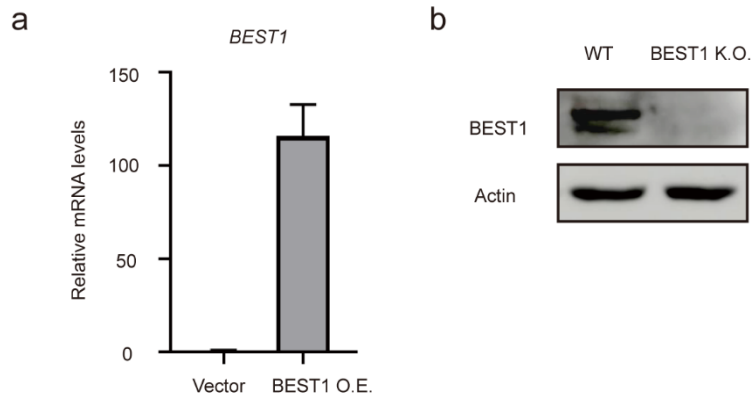 a
BEST1
Relative mRNA levels
150
100
50
0
Vector BEST1 O.E.
b
WT BEST1 K.O.
BEST1
Actin